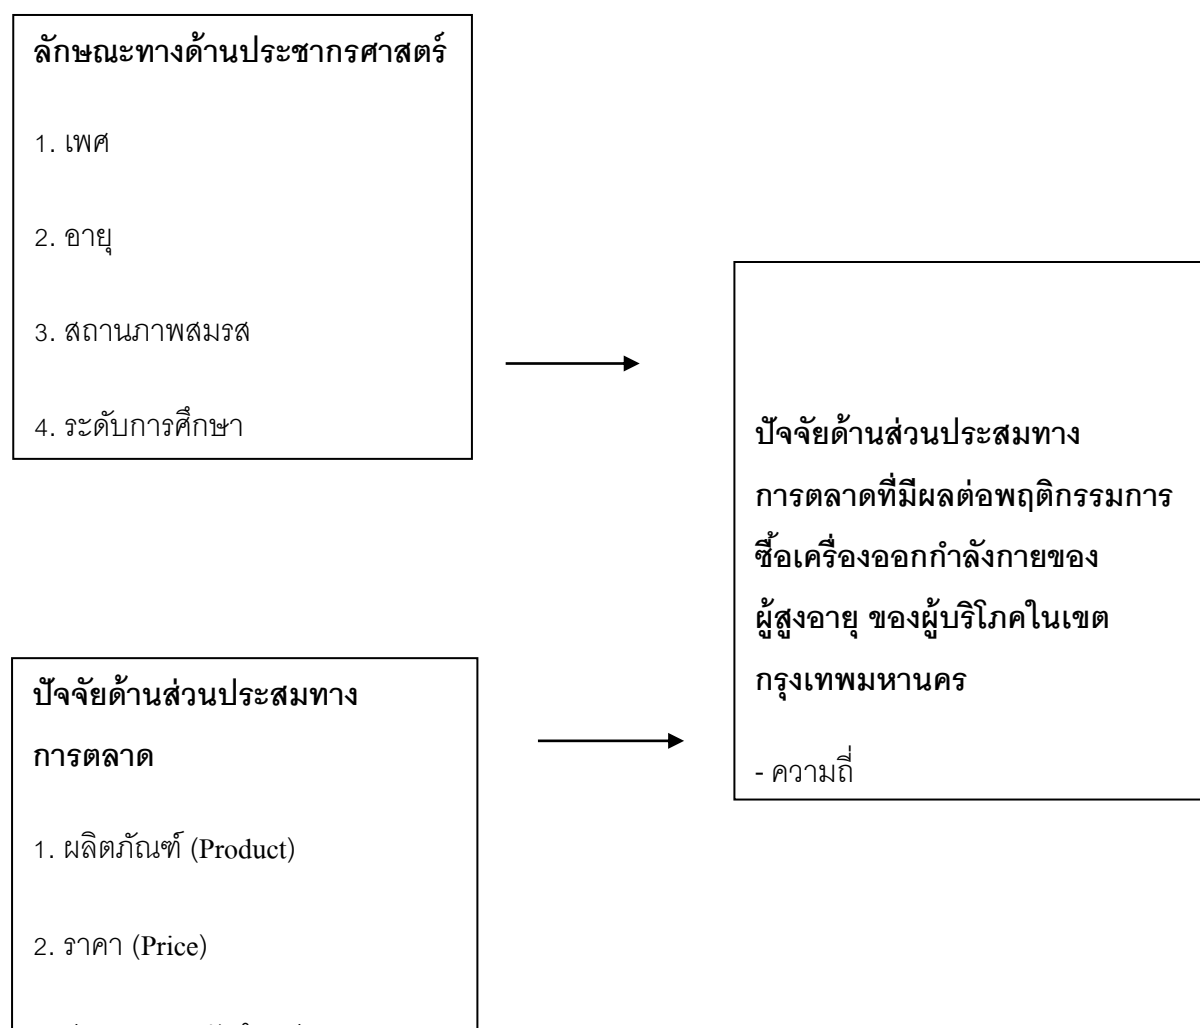 ลักษณะทางด้านประชากรศาสตร์
1. เพศ
2. อายุ
3. สถานภาพสมรส
4. ระดับการศึกษา
ปัจจัยด้านส่วนประสมทาง
การตลาดที่มีผลต่อพฤติกรรมการ
ซื้อเครื่องออกกำลังกายของ
ผู้สูงอายุ ของผู้บริโภคในเขต
กรุงเทพมหานคร
- ความถี่
ปัจจัยด้านส่วนประสมทาง
การตลาด
1. ผลิตภัณฑ์ (Product)
2. ราคา (Price)